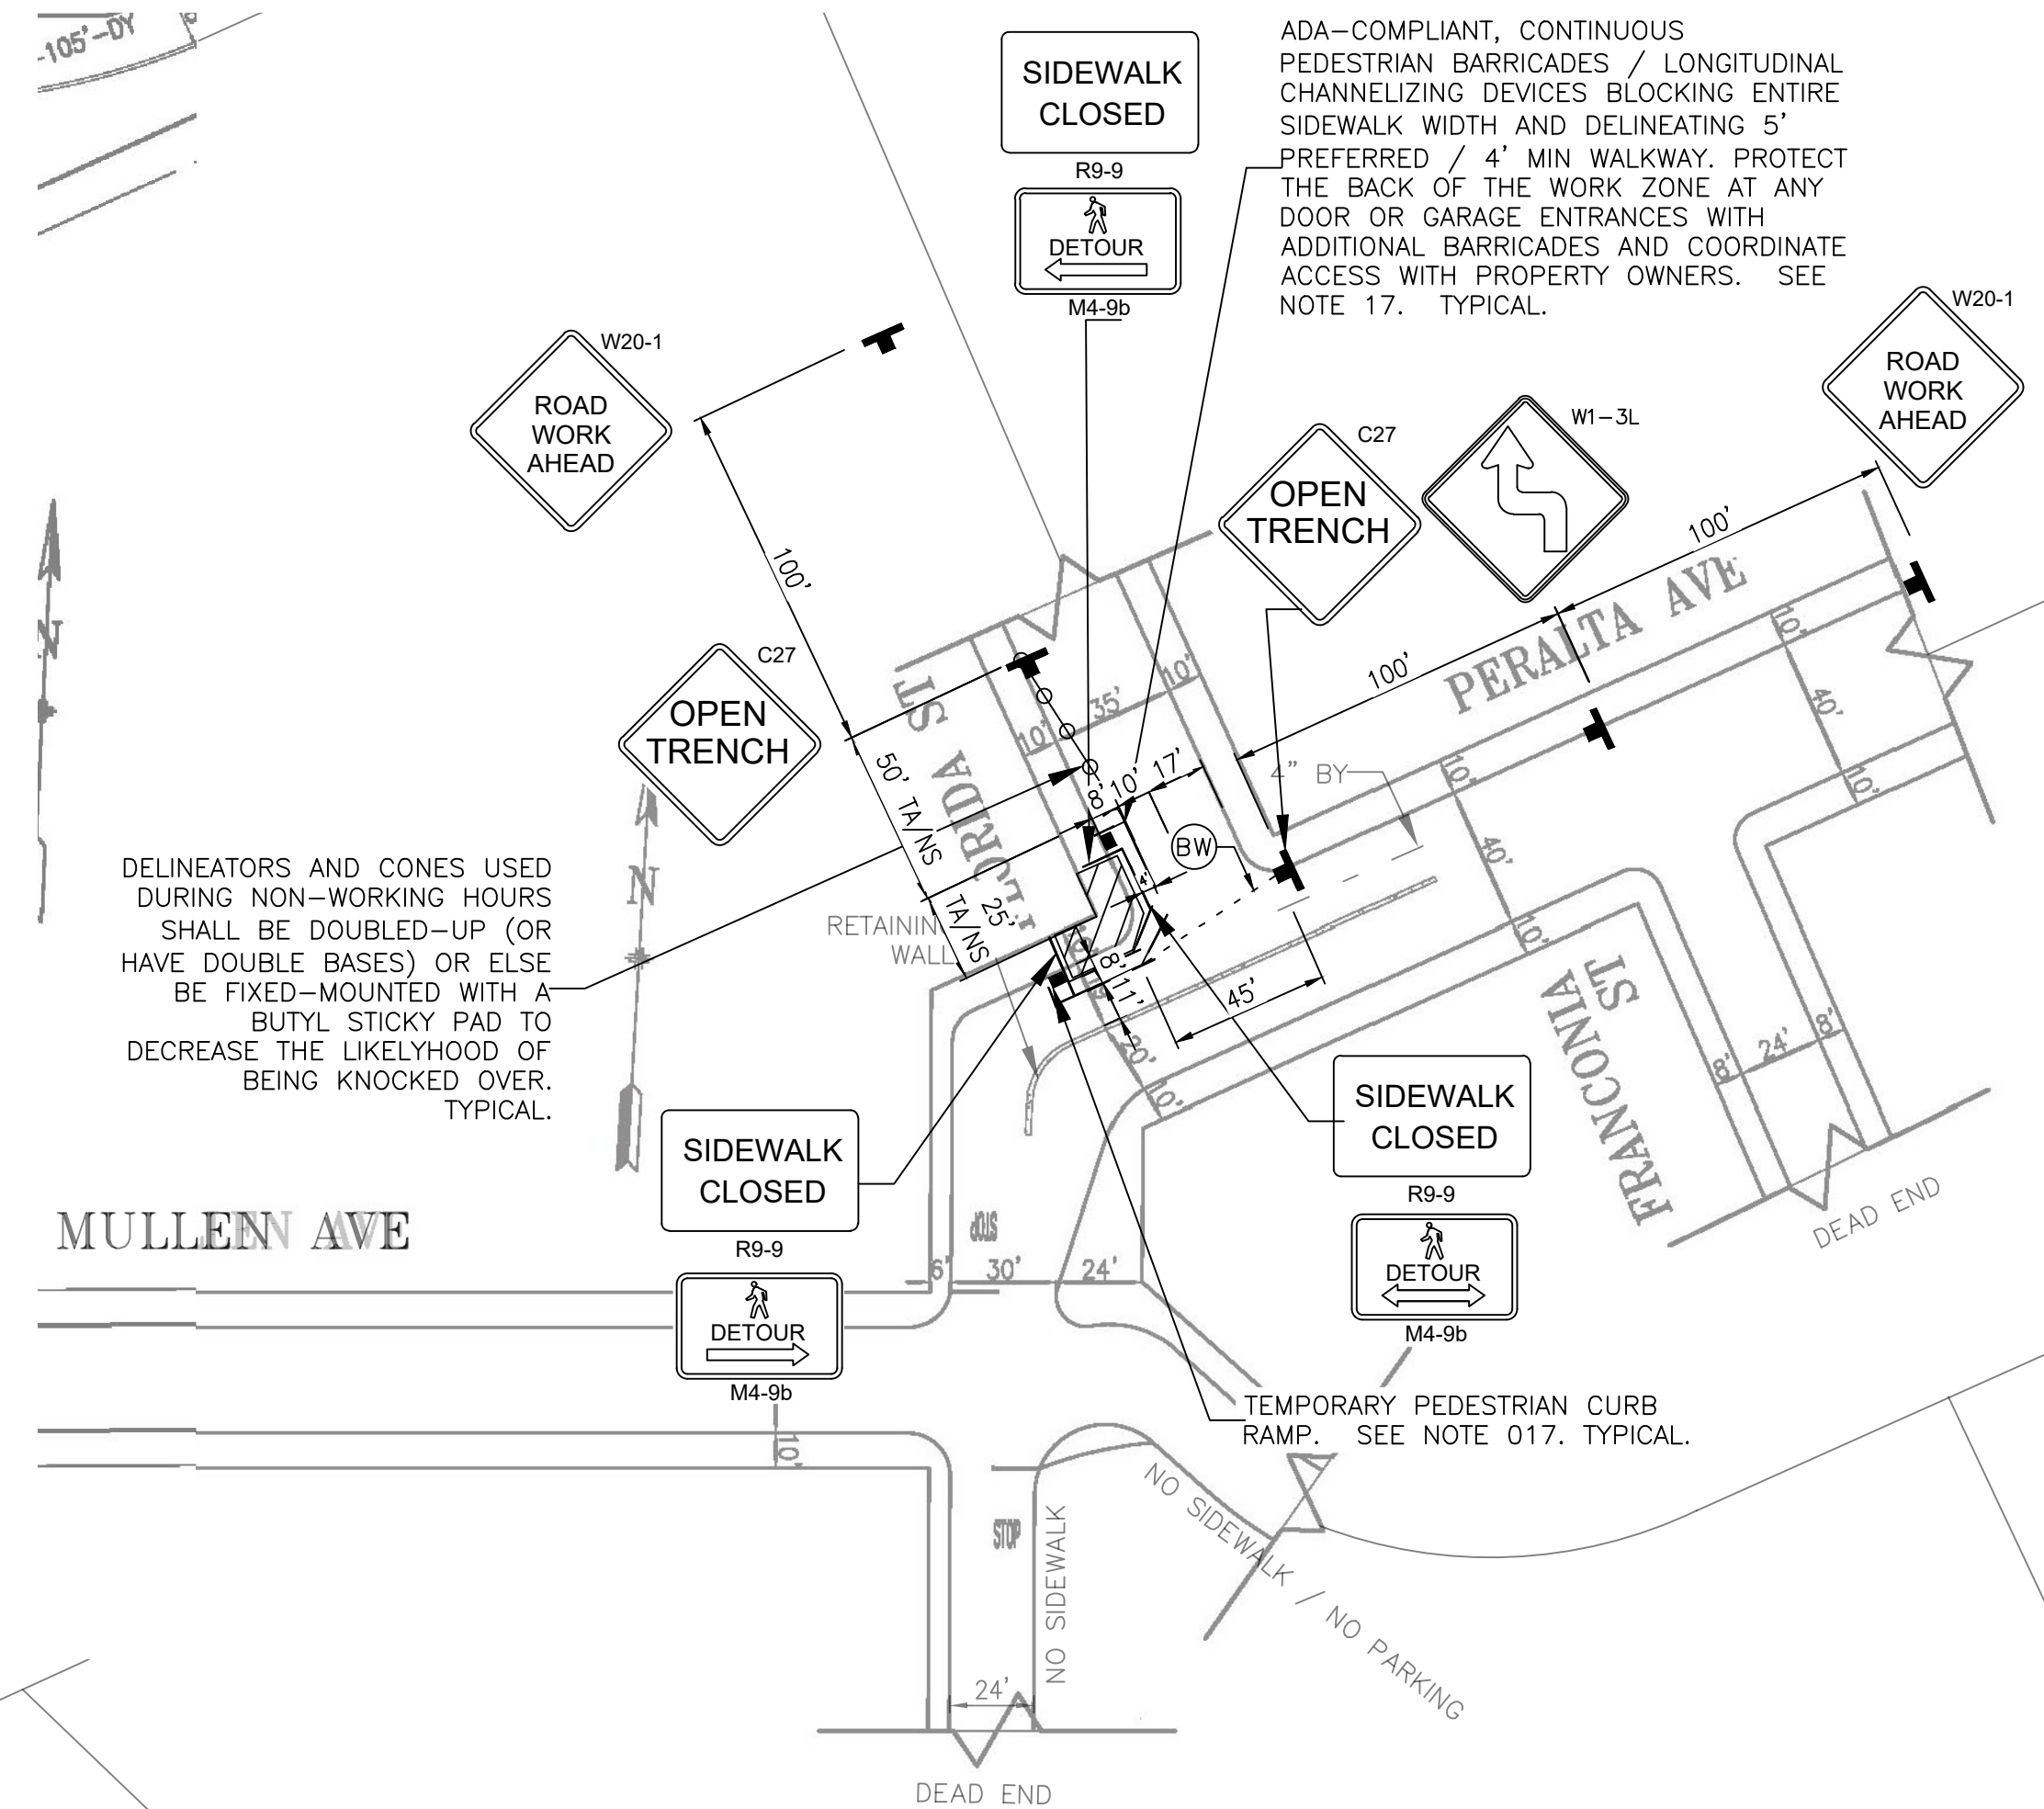 -105'-DY
SIDEWALK
CLOSED
R9-9
DETOUR
M4-9b
ADA-COMPLIANT, CONTINUOUS
PEDESTRIAN BARRICADES / LONGITUDINAL
CHANNELIZING DEVICES BLOCKING ENTIRE
SIDEWALK WIDTH AND DELINEATING 5'
PREFERRED / 4' MIN WALKWAY. PROTECT
THE BACK OF THE WORK ZONE AT ANY
DOOR OR GARAGE ENTRANCES WITH
ADDITIONAL BARRICADES AND COORDINATE
ACCESS WITH PROPERTY OWNERS. SEE
NOTE 17. TYPICAL.
W20-1
ROAD
WORK
AHEAD
W20-1
ROAD
WORK
AHEAD
C27
OPEN
TRENCH
W1-3L
100'
100'
100'
PERALTA AVE
C27
OPEN
TRENCH
N
N
FLORIDA ST
10'
35'
10'
50' TA/NS
25'
TA/NS
8'
10'
17'
4" BY
BW
4'
8'
11'
45'
20'
10'
10'
40'
10'
10'
40'
10'
RETAINING
WALL
DELINEATORS AND CONES USED
DURING NON-WORKING HOURS
SHALL BE DOUBLED-UP (OR
HAVE DOUBLE BASES) OR ELSE
BE FIXED-MOUNTED WITH A
BUTYL STICKY PAD TO
DECREASE THE LIKELYHOOD OF
BEING KNOCKED OVER.
TYPICAL.
FRANCONIA
ST
8'
24'
8'
DEAD END
SIDEWALK
CLOSED
R9-9
DETOUR
M4-9b
SIDEWALK
CLOSED
R9-9
DETOUR
M4-9b
MULLEN AVE
STOP
6'
30'
24'
10'
TEMPORARY PEDESTRIAN CURB
RAMP. SEE NOTE 017. TYPICAL.
STOP
NO SIDEWALK
NO SIDEWALK / NO PARKING
24'
DEAD END